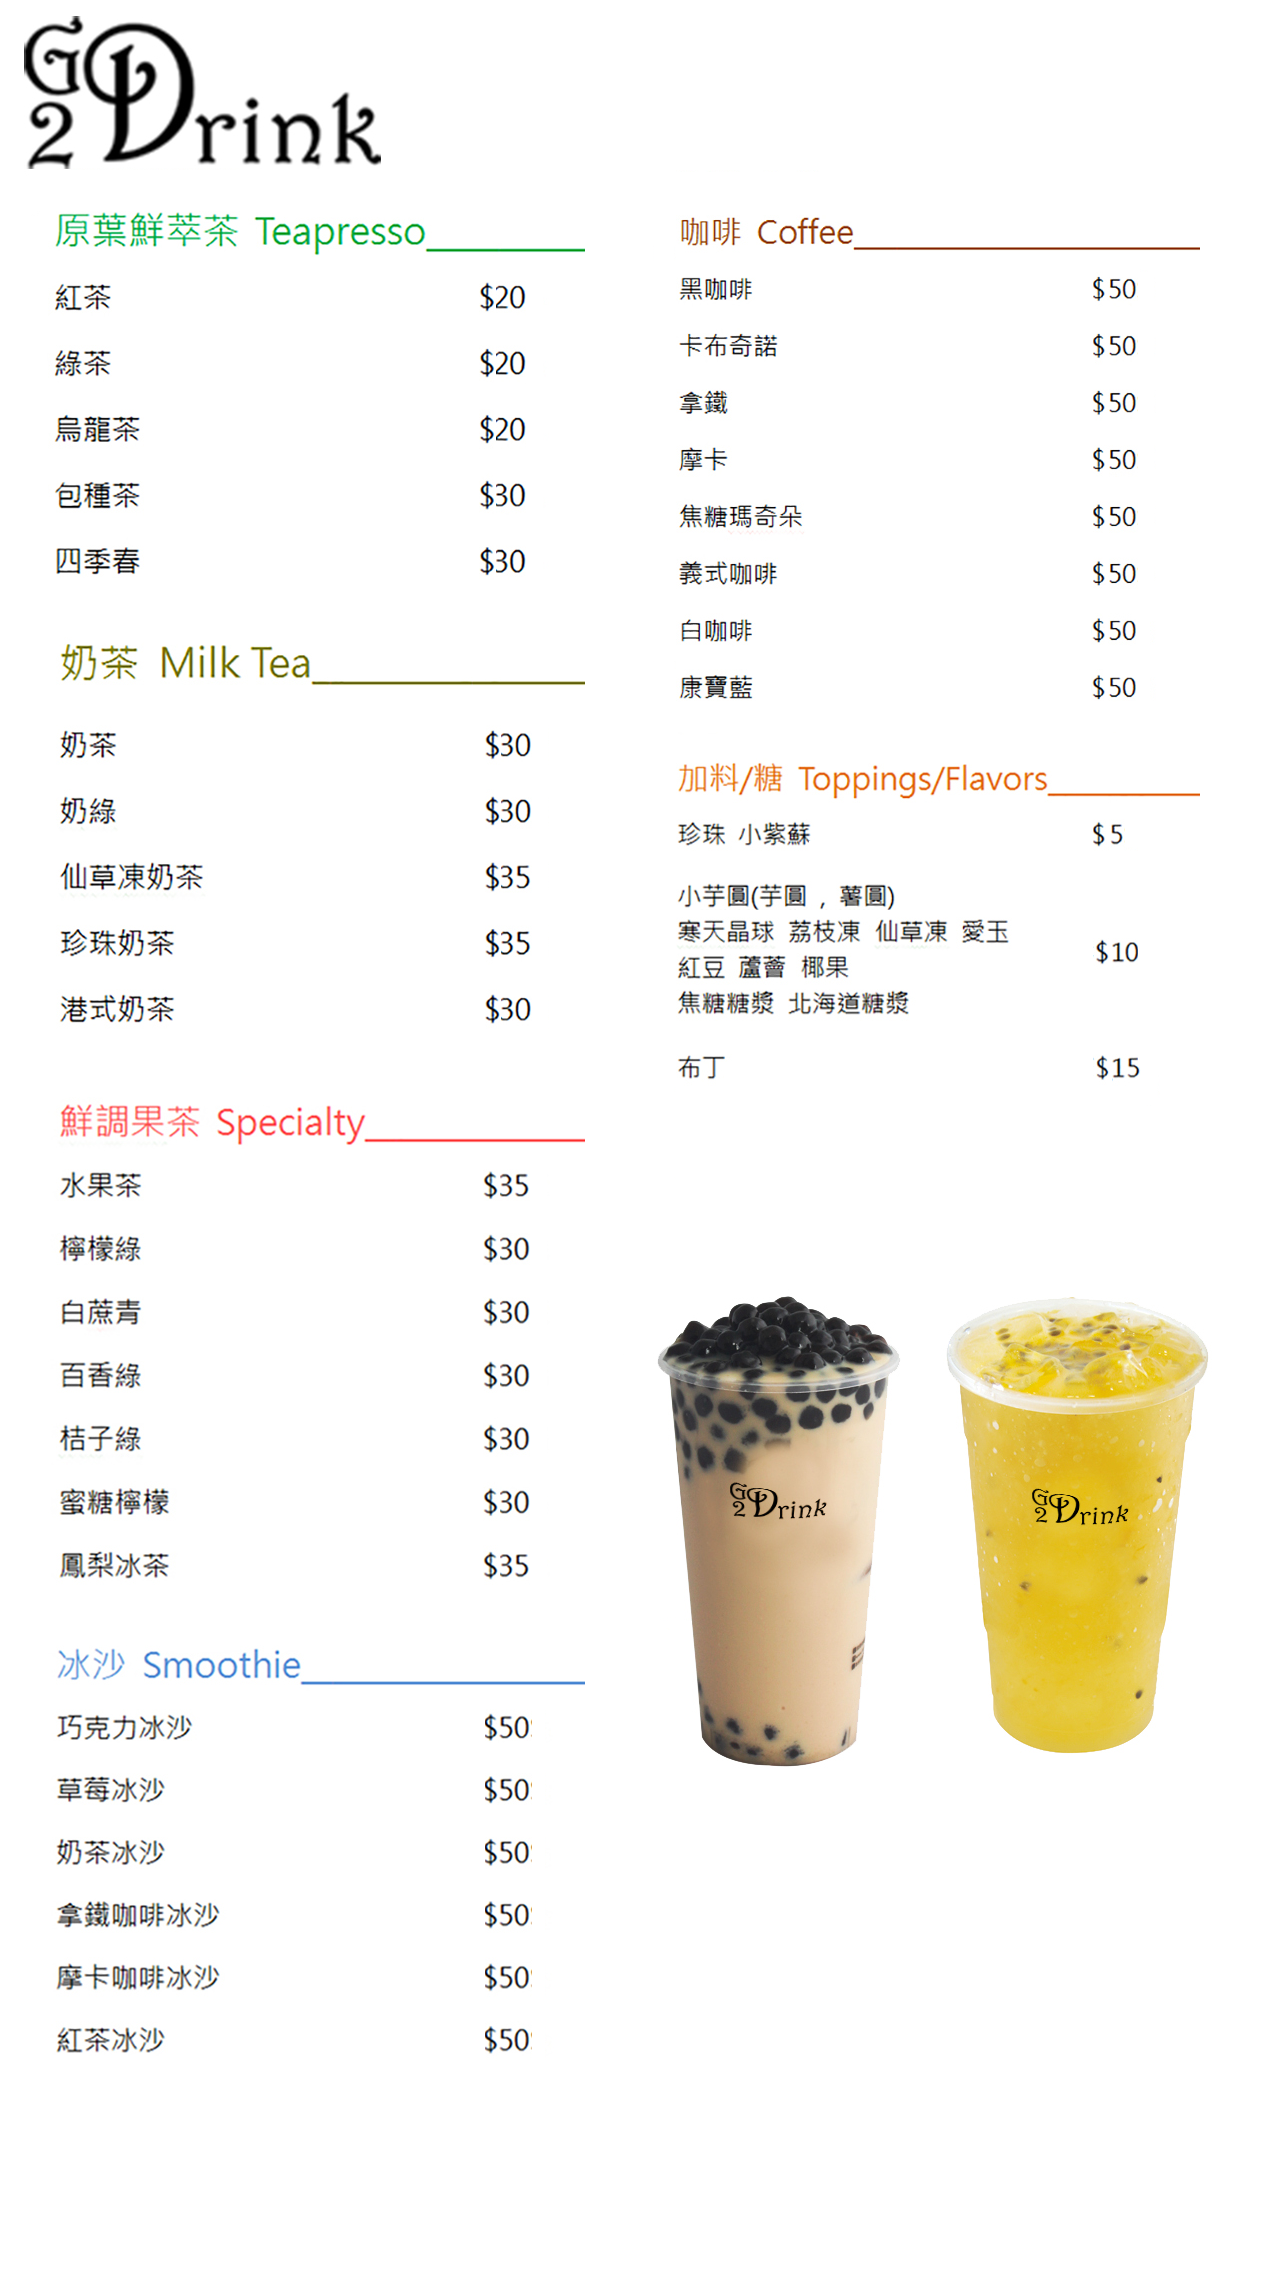 G2Drink
原葉鮮萃茶 Teapresso
紅茶 $20
綠茶 $20
烏龍茶 $20
包種茶 $30
四季春 $30
奶茶 Milk Tea
奶茶 $30
奶綠 $30
仙草凍奶茶 $35
珍珠奶茶 $35
港式奶茶 $30
鮮調果茶 Specialty
水果茶 $35
檸檬綠 $30
白蔗青 $30
百香綠 $30
桔子綠 $30
蜜糖檸檬 $30
鳳梨冰茶 $35
冰沙 Smoothie
巧克力冰沙 $50
草莓冰沙 $50
奶茶冰沙 $50
拿鐵咖啡冰沙 $50
摩卡咖啡冰沙 $50
紅茶冰沙 $50
咖啡 Coffee
黑咖啡 $50
卡布奇諾 $50
拿鐵 $50
摩卡 $50
焦糖瑪奇朵 $50
義式咖啡 $50
白咖啡 $50
康寶藍 $50
加料/糖 Toppings/Flavors
珍珠 小紫蘇 $5
小芋圓(芋圓 , 薯圓)
寒天晶球 荔枝凍 仙草凍 愛玉
$10
紅豆 蘆薈 椰果
焦糖糖漿 北海道糖漿
布丁 $15
G2Drink
G2Drink